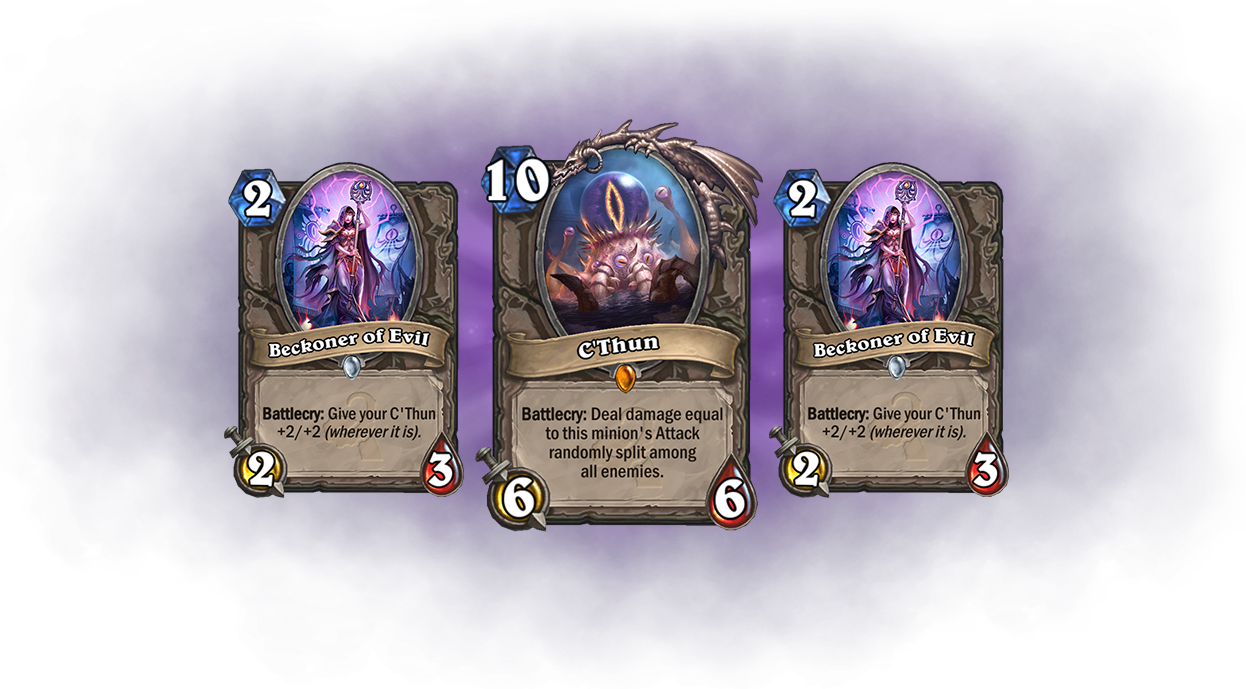 2
Beckoner of Evil
Battlecry: Give your C'Thun
+2/+2 (wherever it is).
2
3
10
C'Thun
Battlecry: Deal damage equal
to this minion's Attack
randomly split among
all enemies.
6
6
2
Beckoner of Evil
Battlecry: Give your C'Thun
+2/+2 (wherever it is).
2
3